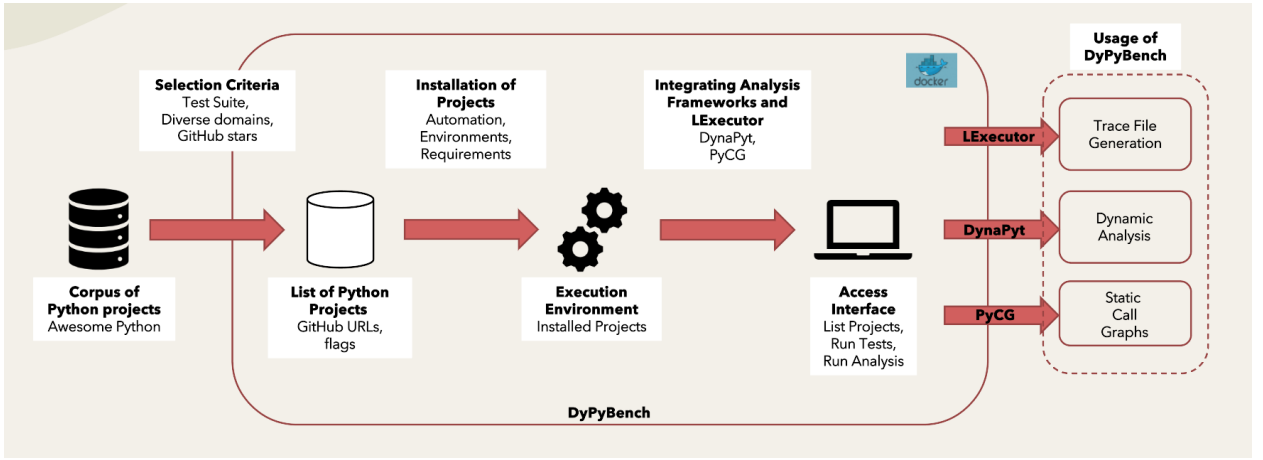 Selection Criteria
Test Suite,
Diverse domains,
GitHub stars
Installation of
Projects
Automation,
Environments,
Requirements
Integrating Analysis
Frameworks and
LExecutor
DynaPyt,
PyCG
docker
Usage of
DyPyBench
LExecutor
Trace File
Generation
DynaPyt
Dynamic
Analysis
PyCG
Static
Call
Graphs
Corpus of
Python projects
Awesome Python
List of Python
Projects
GitHub URLs,
flags
Execution
Environment
Installed Projects
Access
Interface
List Projects,
Run Tests,
Run Analysis
DyPyBench